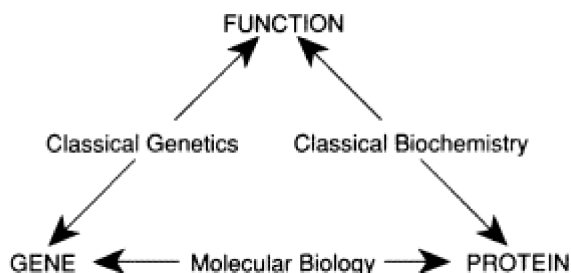 FUNCTION
Classical Genetics
Classical Biochemistry
GENE
Molecular Biology
PROTEIN